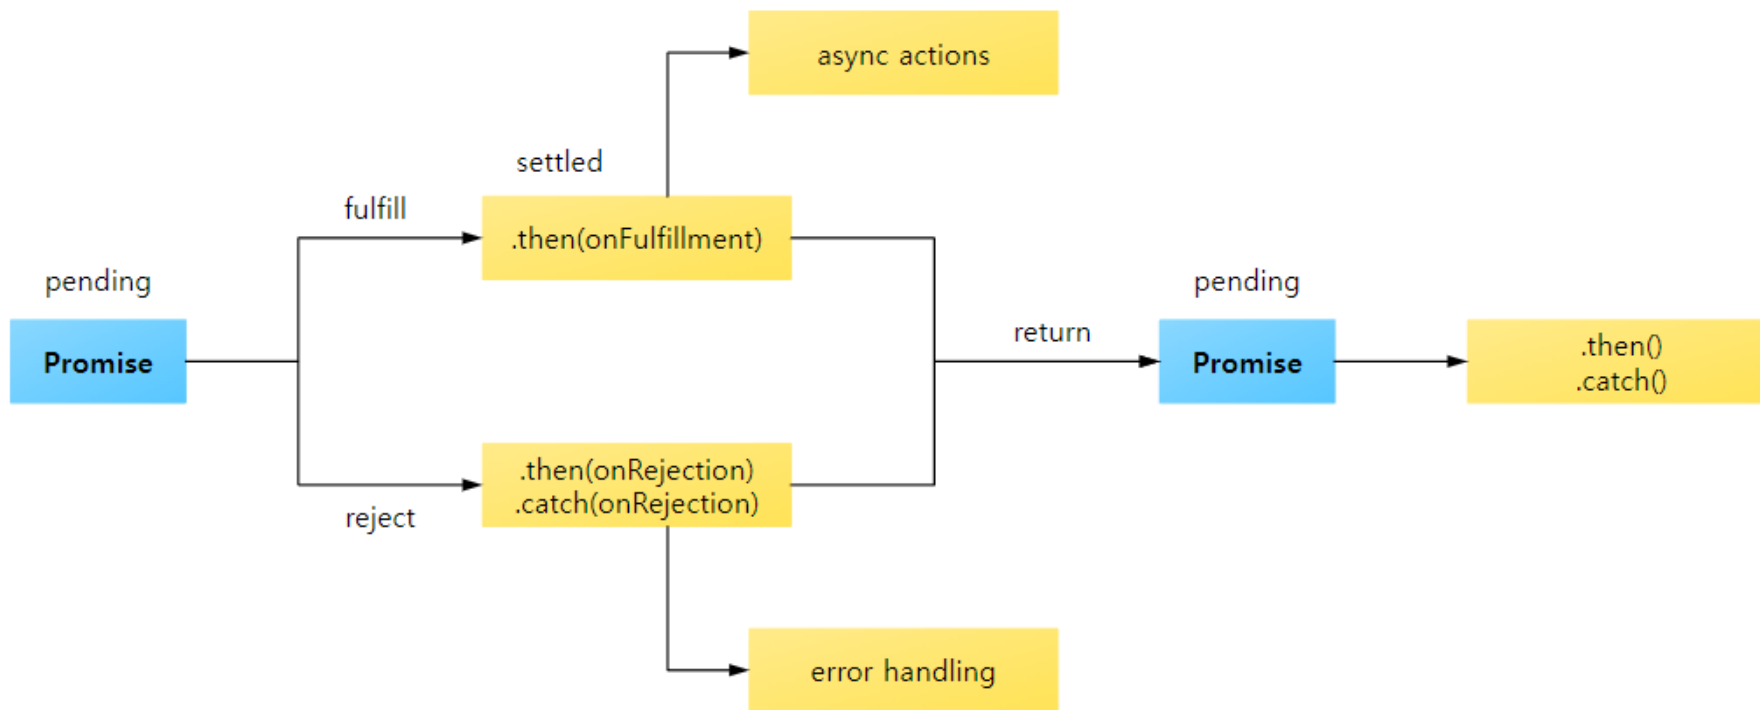 async actions
settled
fulfill
.then(onFulfillment)
pending
Promise
return
pending
Promise
.then()
.catch()
.then(onRejection)
.catch(onRejection)
reject
error handling